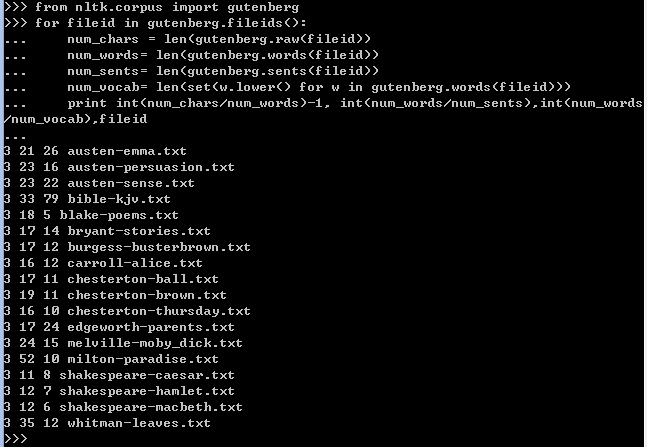 >>> from nltk.corpus import gutenberg
>>> for fileid in gutenberg.fileids():
...     num_chars = len(gutenberg.raw(fileid))
...     num_words= len(gutenberg.words(fileid))
...     num_sents= len(gutenberg.sents(fileid))
...     num_vocab= len(set(w.lower() for w in gutenberg.words(fileid)))
...     print int(num_chars/num_words)-1, int(num_words/num_sents),int(num_words
/num_vocab),fileid
...
3 21 26 austen-emma.txt
3 23 16 austen-persuasion.txt
3 23 22 austen-sense.txt
3 33 79 bible-kjv.txt
3 18 5 blake-poems.txt
3 17 14 bryant-stories.txt
3 17 12 burgess-busterbrown.txt
3 16 12 carroll-alice.txt
3 17 11 chesterton-ball.txt
3 19 11 chesterton-brown.txt
3 16 10 chesterton-thursday.txt
3 17 24 edgeworth-parents.txt
3 24 15 melville-moby_dick.txt
3 52 10 milton-paradise.txt
3 11 8 shakespeare-caesar.txt
3 12 7 shakespeare-hamlet.txt
3 12 6 shakespeare-macbeth.txt
3 35 12 whitman-leaves.txt
>>>